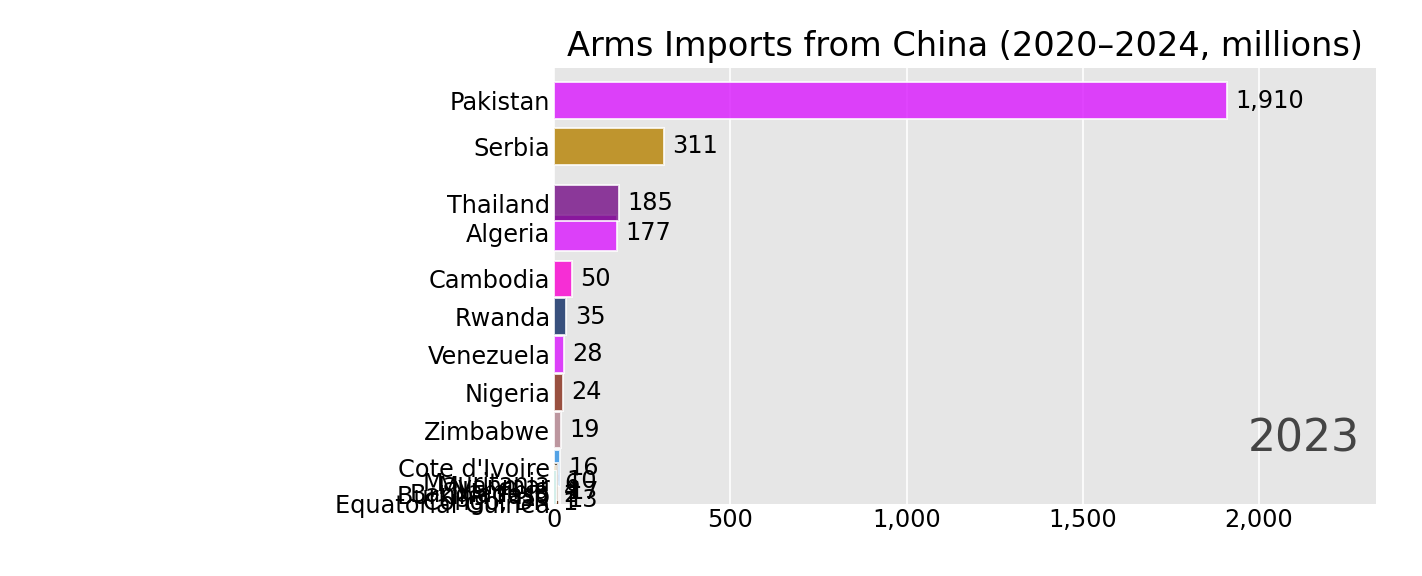 Arms Imports from China (2020–2024, millions)
Pakistan 1,910
Serbia 311
Thailand 185
Algeria 177
Cambodia 50
Rwanda 35
Venezuela 28
Nigeria 24
Zimbabwe 19
2023
Cote d'Ivoire 16
Mauritania 10
Equatorial Guinea 1
0 500 1,000 1,500 2,000